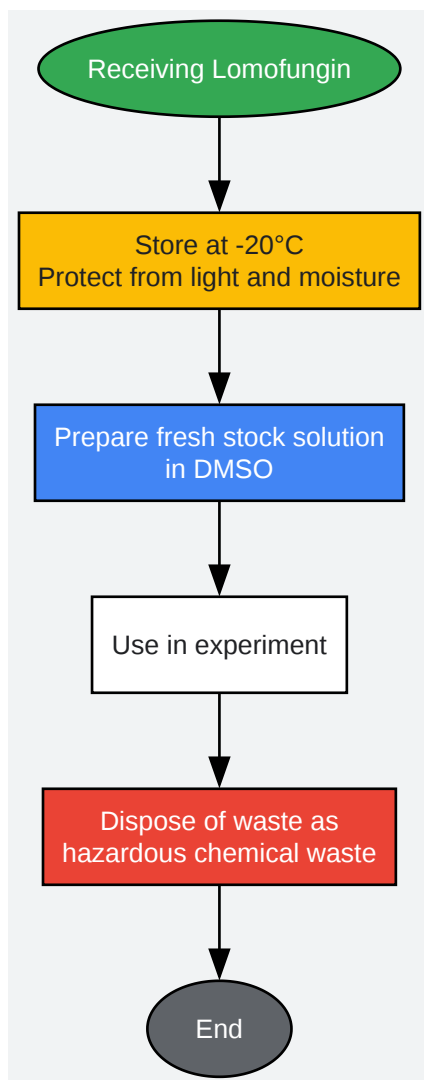 Receiving Lomofungin
Store at -20°C
Protect from light and moisture
Prepare fresh stock solution
in DMSO
Use in experiment
Dispose of waste as
hazardous chemical waste
End